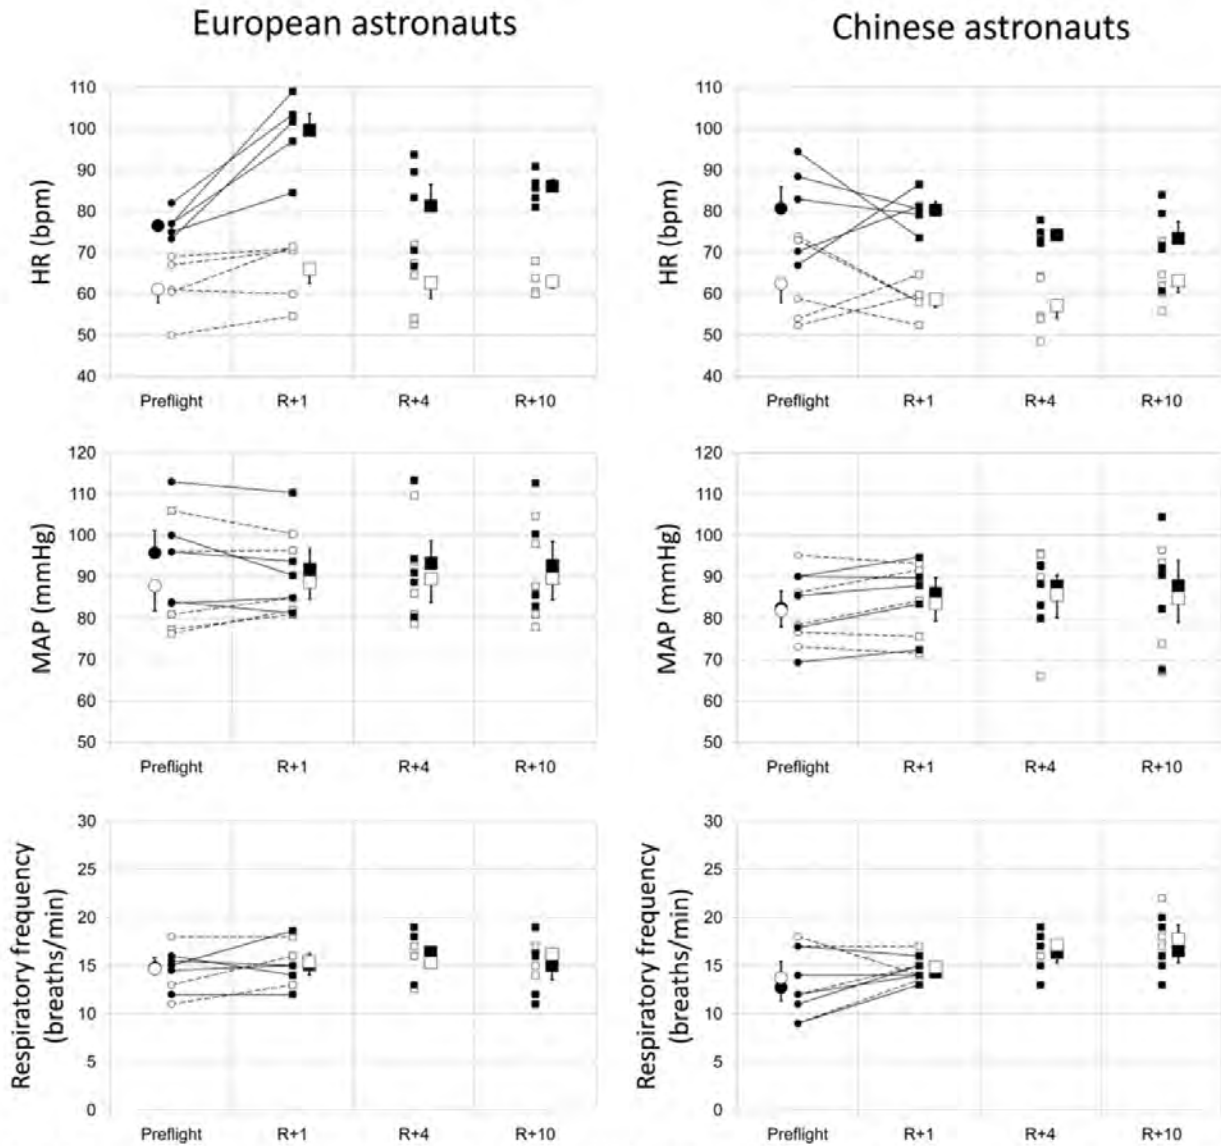 European astronauts
Chinese astronauts
HR (bpm)
110
100
90
80
70
60
50
40
Preflight R+1 R+4 R+10
HR (bpm)
110
100
90
80
70
60
50
40
Preflight R+1 R+4 R+10
MAP (mmHg)
120
110
100
90
80
70
60
50
Preflight R+1 R+4 R+10
MAP (mmHg)
120
110
100
90
80
70
60
50
Preflight R+1 R+4 R+10
Respiratory frequency
(breaths/min)
30
25
20
15
10
5
0
Preflight R+1 R+4 R+10
Respiratory frequency
(breaths/min)
30
25
20
15
10
5
0
Preflight R+1 R+4 R+10